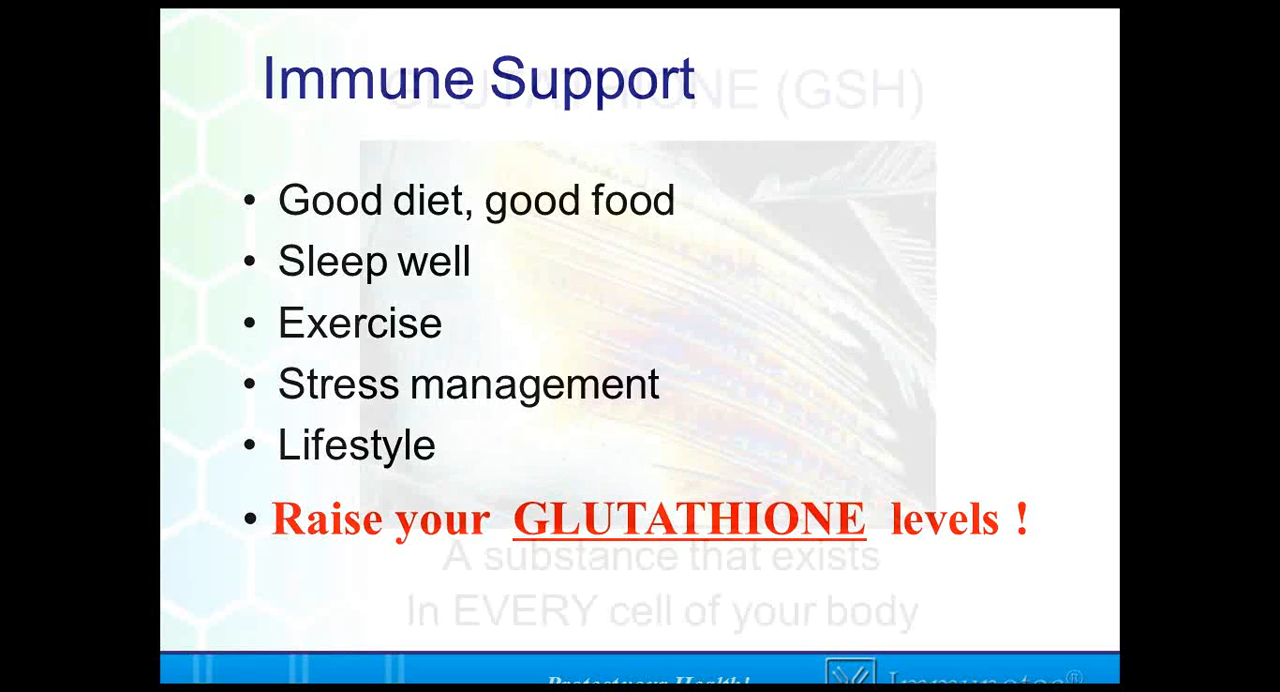 Immune Support
GLUTATHIONE (GSH)
• Good diet, good food
• Sleep well
• Exercise
• Stress management
• Lifestyle
• Raise your GLUTATHIONE levels !
A substance that exists
In EVERY cell of your body
Protect your Health!
Immunotec®